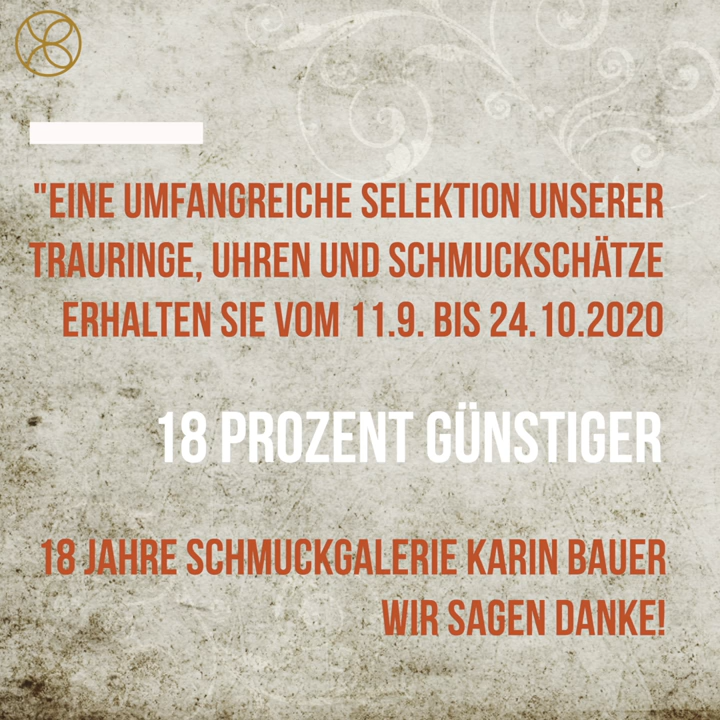 "EINE UMFANGREICHE SELEKTION UNSERER
TRAURINGE, UHREN UND SCHMUCKSCHÄTZE
ERHALTEN SIE VOM 11.9. BIS 24.10.2020
18 PROZENT GÜNSTIGER
18 JAHRE SCHMUCKGALERIE KARIN BAUER
WIR SAGEN DANKE!